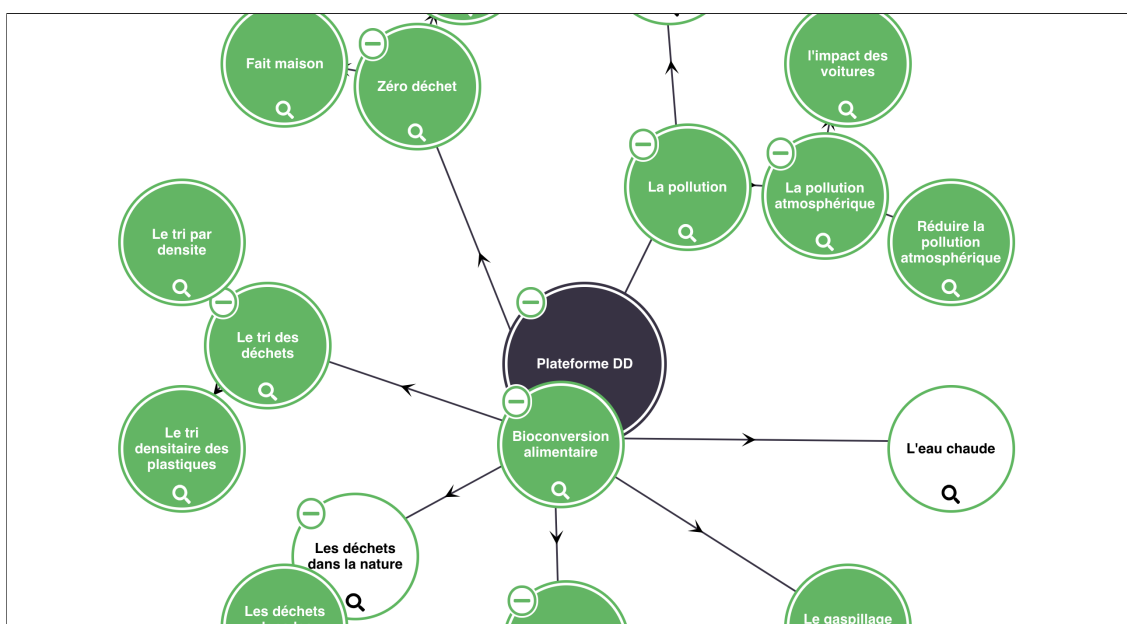 Fait maison
Zéro déchet
l'impact des
voitures
La pollution
La pollution
atmosphérique
Réduire la
pollution
atmosphérique
Le tri par
densite
Le tri des
déchets
Plateforme DD
Bioconversion
alimentaire
L'eau chaude
Le tri
densitaire des
plastiques
Les déchets
dans la nature
Les déchets
Le gaspillage